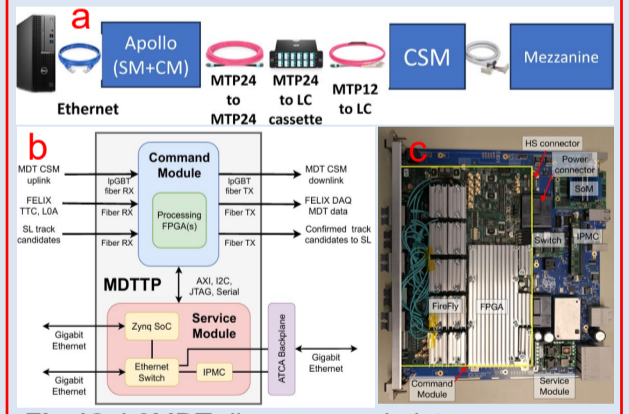 a
Apollo
(SM+CM)
CSM
Mezzanine
Ethernet
MTP24
to
MTP24
MTP24
to LC
cassette
MTP12
to LC
b
Command
Module
MDT CSM
uplink
lpGBT
fiber RX
lpGBT
fiber TX
MDT CSM
downlink
FELIX
TTC, L0A
Fiber RX
Processing
FPGA(s)
Fiber TX
FELIX DAQ
MDT data
SL track
candidates
Fiber RX
Fiber TX
Confirmed track
candidates to SL
MDTTP
AXI, I2C,
JTAG, Serial
Service
Module
Zynq SoC
Gigabit
Ethernet
Ethernet
Switch
IPMC
Gigabit
Ethernet
ATCA Backplane
Gigabit
Ethernet
c
HS connector
Power
connector
SoM
Switch
IPMC
FireFly
FPGA
Command
Module
Service
Module